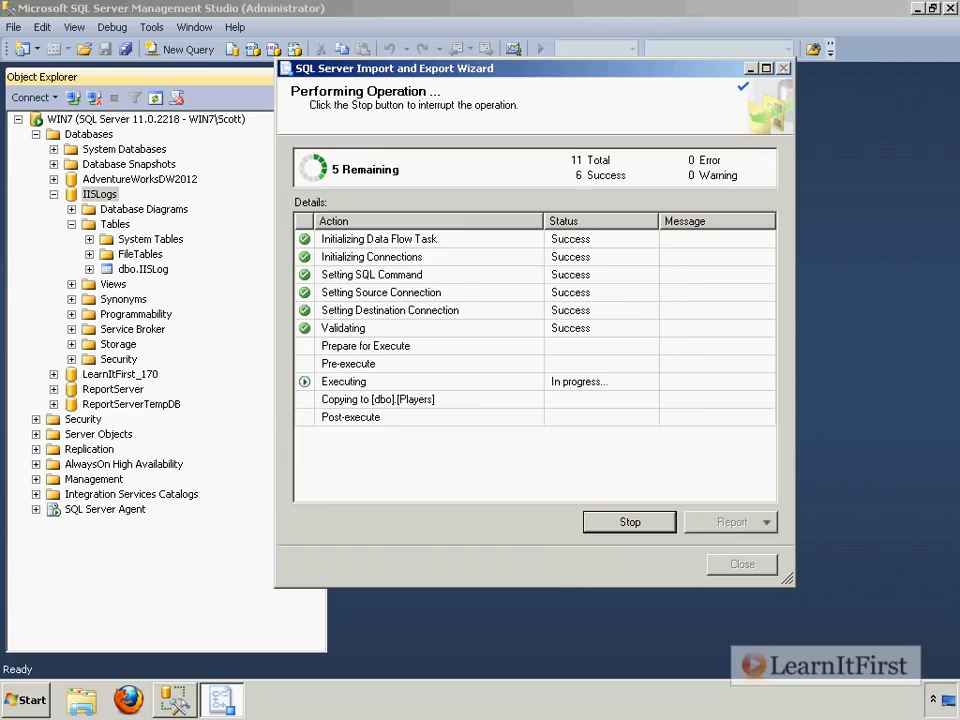 Microsoft SQL Server Management Studio (Administrator)
File Edit View Debug Tools Window Help
New Query
Object Explorer
Connect
WIN7 (SQL Server 11.0.2218 - WIN7\Scott)
Databases
System Databases
Database Snapshots
AdventureWorksDW2012
IISLogs
Database Diagrams
Tables
System Tables
FileTables
dbo.IISLog
Views
Synonyms
Programmability
Service Broker
Storage
Security
LearnItFirst_170
ReportServer
ReportServerTempDB
Security
Server Objects
Replication
AlwaysOn High Availability
Management
Integration Services Catalogs
SQL Server Agent
SQL Server Import and Export Wizard
Performing Operation ...
Click the Stop button to interrupt the operation.
5 Remaining
11 Total 0 Error
6 Success 0 Warning
Details:
Action Status Message
Initializing Data Flow Task Success
Initializing Connections Success
Setting SQL Command Success
Setting Source Connection Success
Setting Destination Connection Success
Validating Success
Prepare for Execute
Pre-execute
Executing In progress...
Copying to [dbo].[Players]
Post-execute
Stop Report
Close
Ready
LearnItFirst
Start